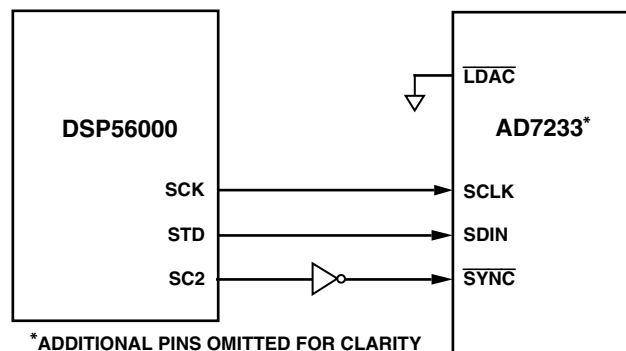 LDAC
DSP56000
AD7233*
SCK
SCLK
STD
SDIN
SC2
SYNC
*ADDITIONAL PINS OMITTED FOR CLARITY